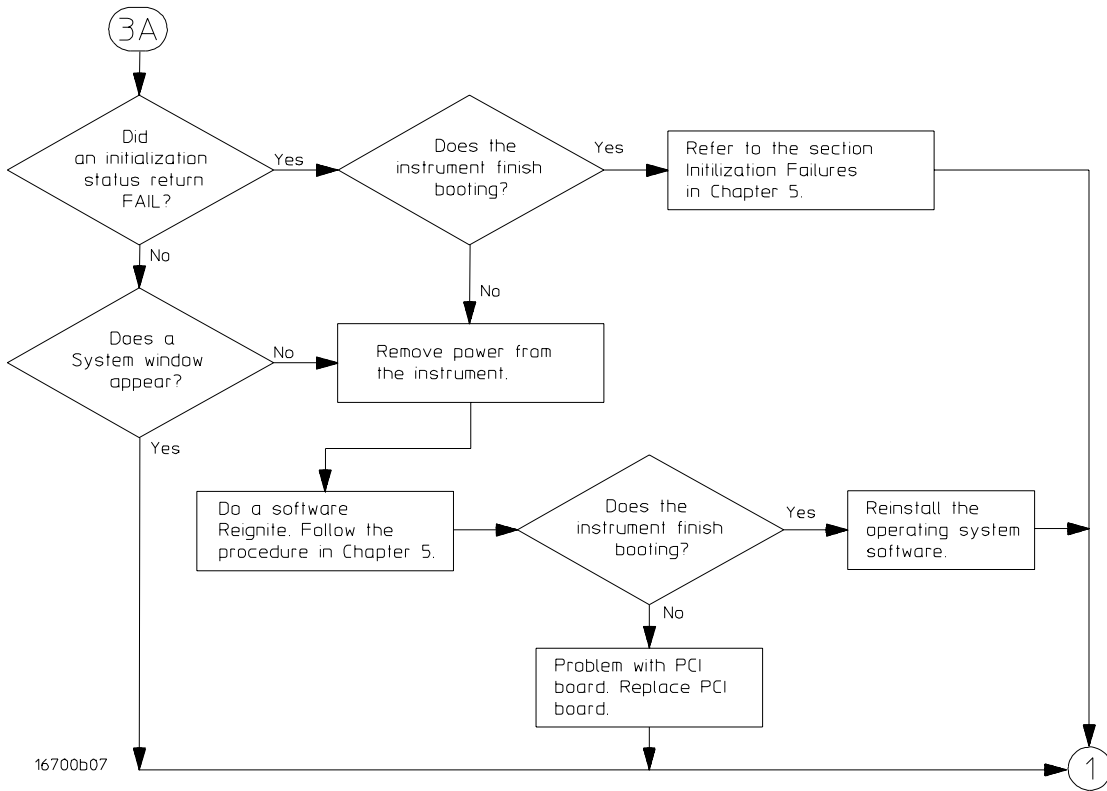 3A
Did
an initialization
status return
FAIL?
Yes
Does the
instrument finish
booting?
Yes
Refer to the section
Initilization Failures
in Chapter 5.
No
No
Does a
System window
appear?
No
Remove power from
the instrument.
Yes
Do a software
Reignite. Follow the
procedure in Chapter 5.
Does the
instrument finish
booting?
Yes
Reinstall the
operating system
software.
No
Problem with PCI
board. Replace PCI
board.
16700b07
1